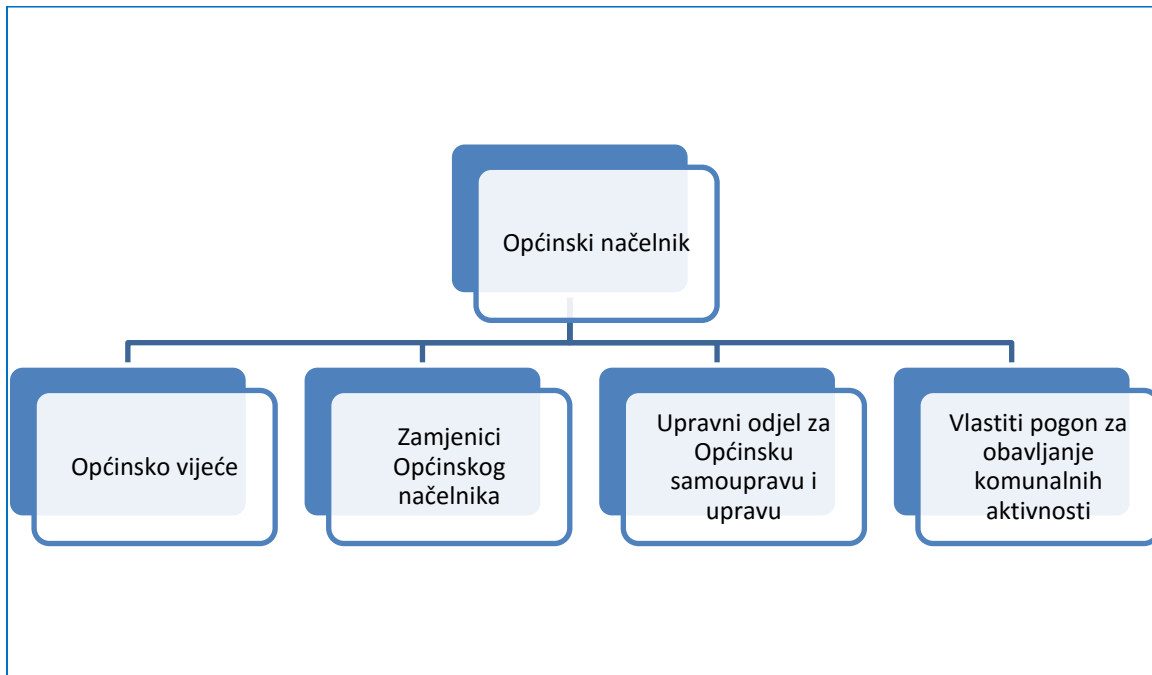 Općinski načelnik
Općinsko vijeće
Zamjenici
Općinskog
načelnika
Upravni odjel za
Općinsku
samoupravu i
upravu
Vlastiti pogon za
obavljanje
komunalnih
aktivnosti